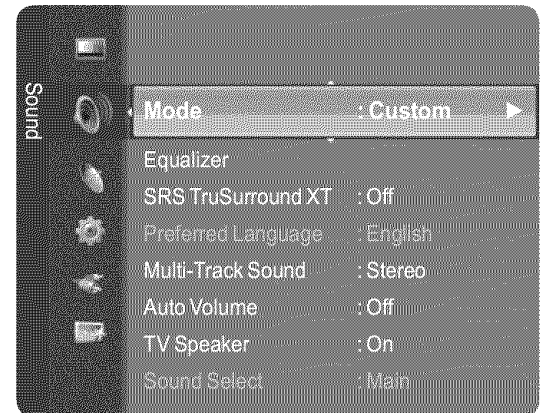 Sound
Mode : Custom
Equalizer
SRS TruSurround XT : Off
Preferred Language : English
Multi-Track Sound : Stereo
Auto Volume : Off
TV Speaker : On
Sound Select : Main